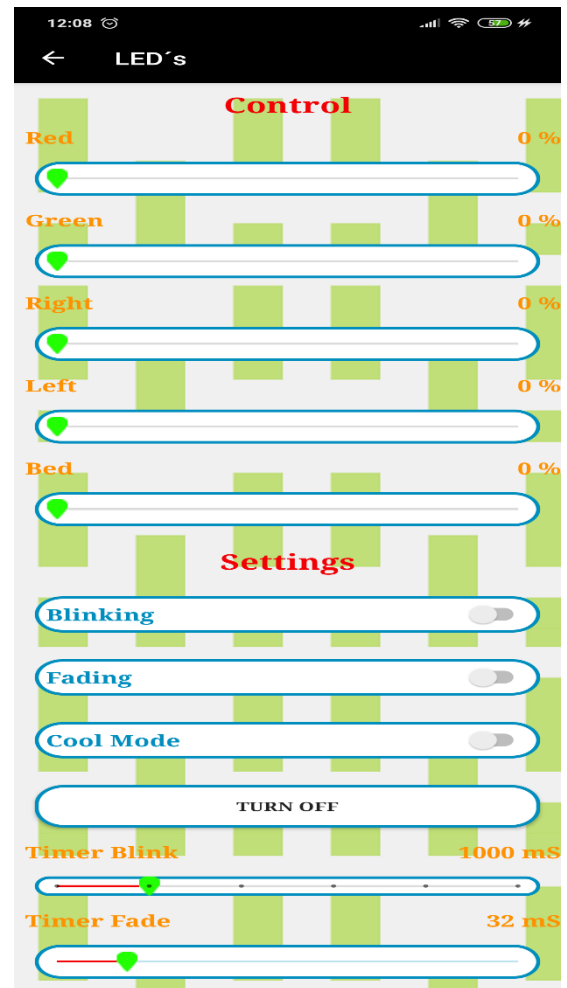 12:08
57
LED´s
Control
Red 0 %
Green 0 %
Right 0 %
Left 0 %
Bed 0 %
Settings
Blinking
Fading
Cool Mode
TURN OFF
Timer Blink 1000 mS
Timer Fade 32 mS